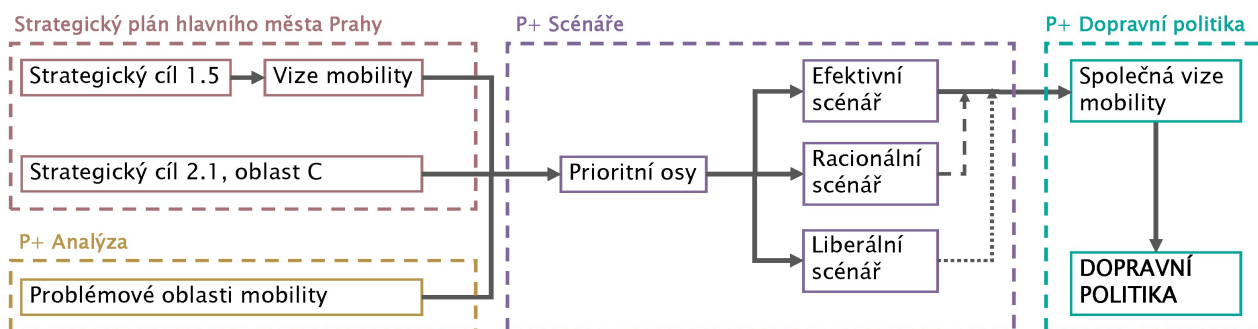 Strategický plán hlavního města Prahy
Strategický cíl 1.5
Vize mobility
Strategický cíl 2.1, oblast C
P+ Analýza
Problémové oblasti mobility
P+ Scénáře
Prioritní osy
Efektivní
scénář
Racionální
scénář
Liberální
scénář
P+ Dopravní politika
Společná vize
mobility
DOPRAVNÍ
POLITIKA